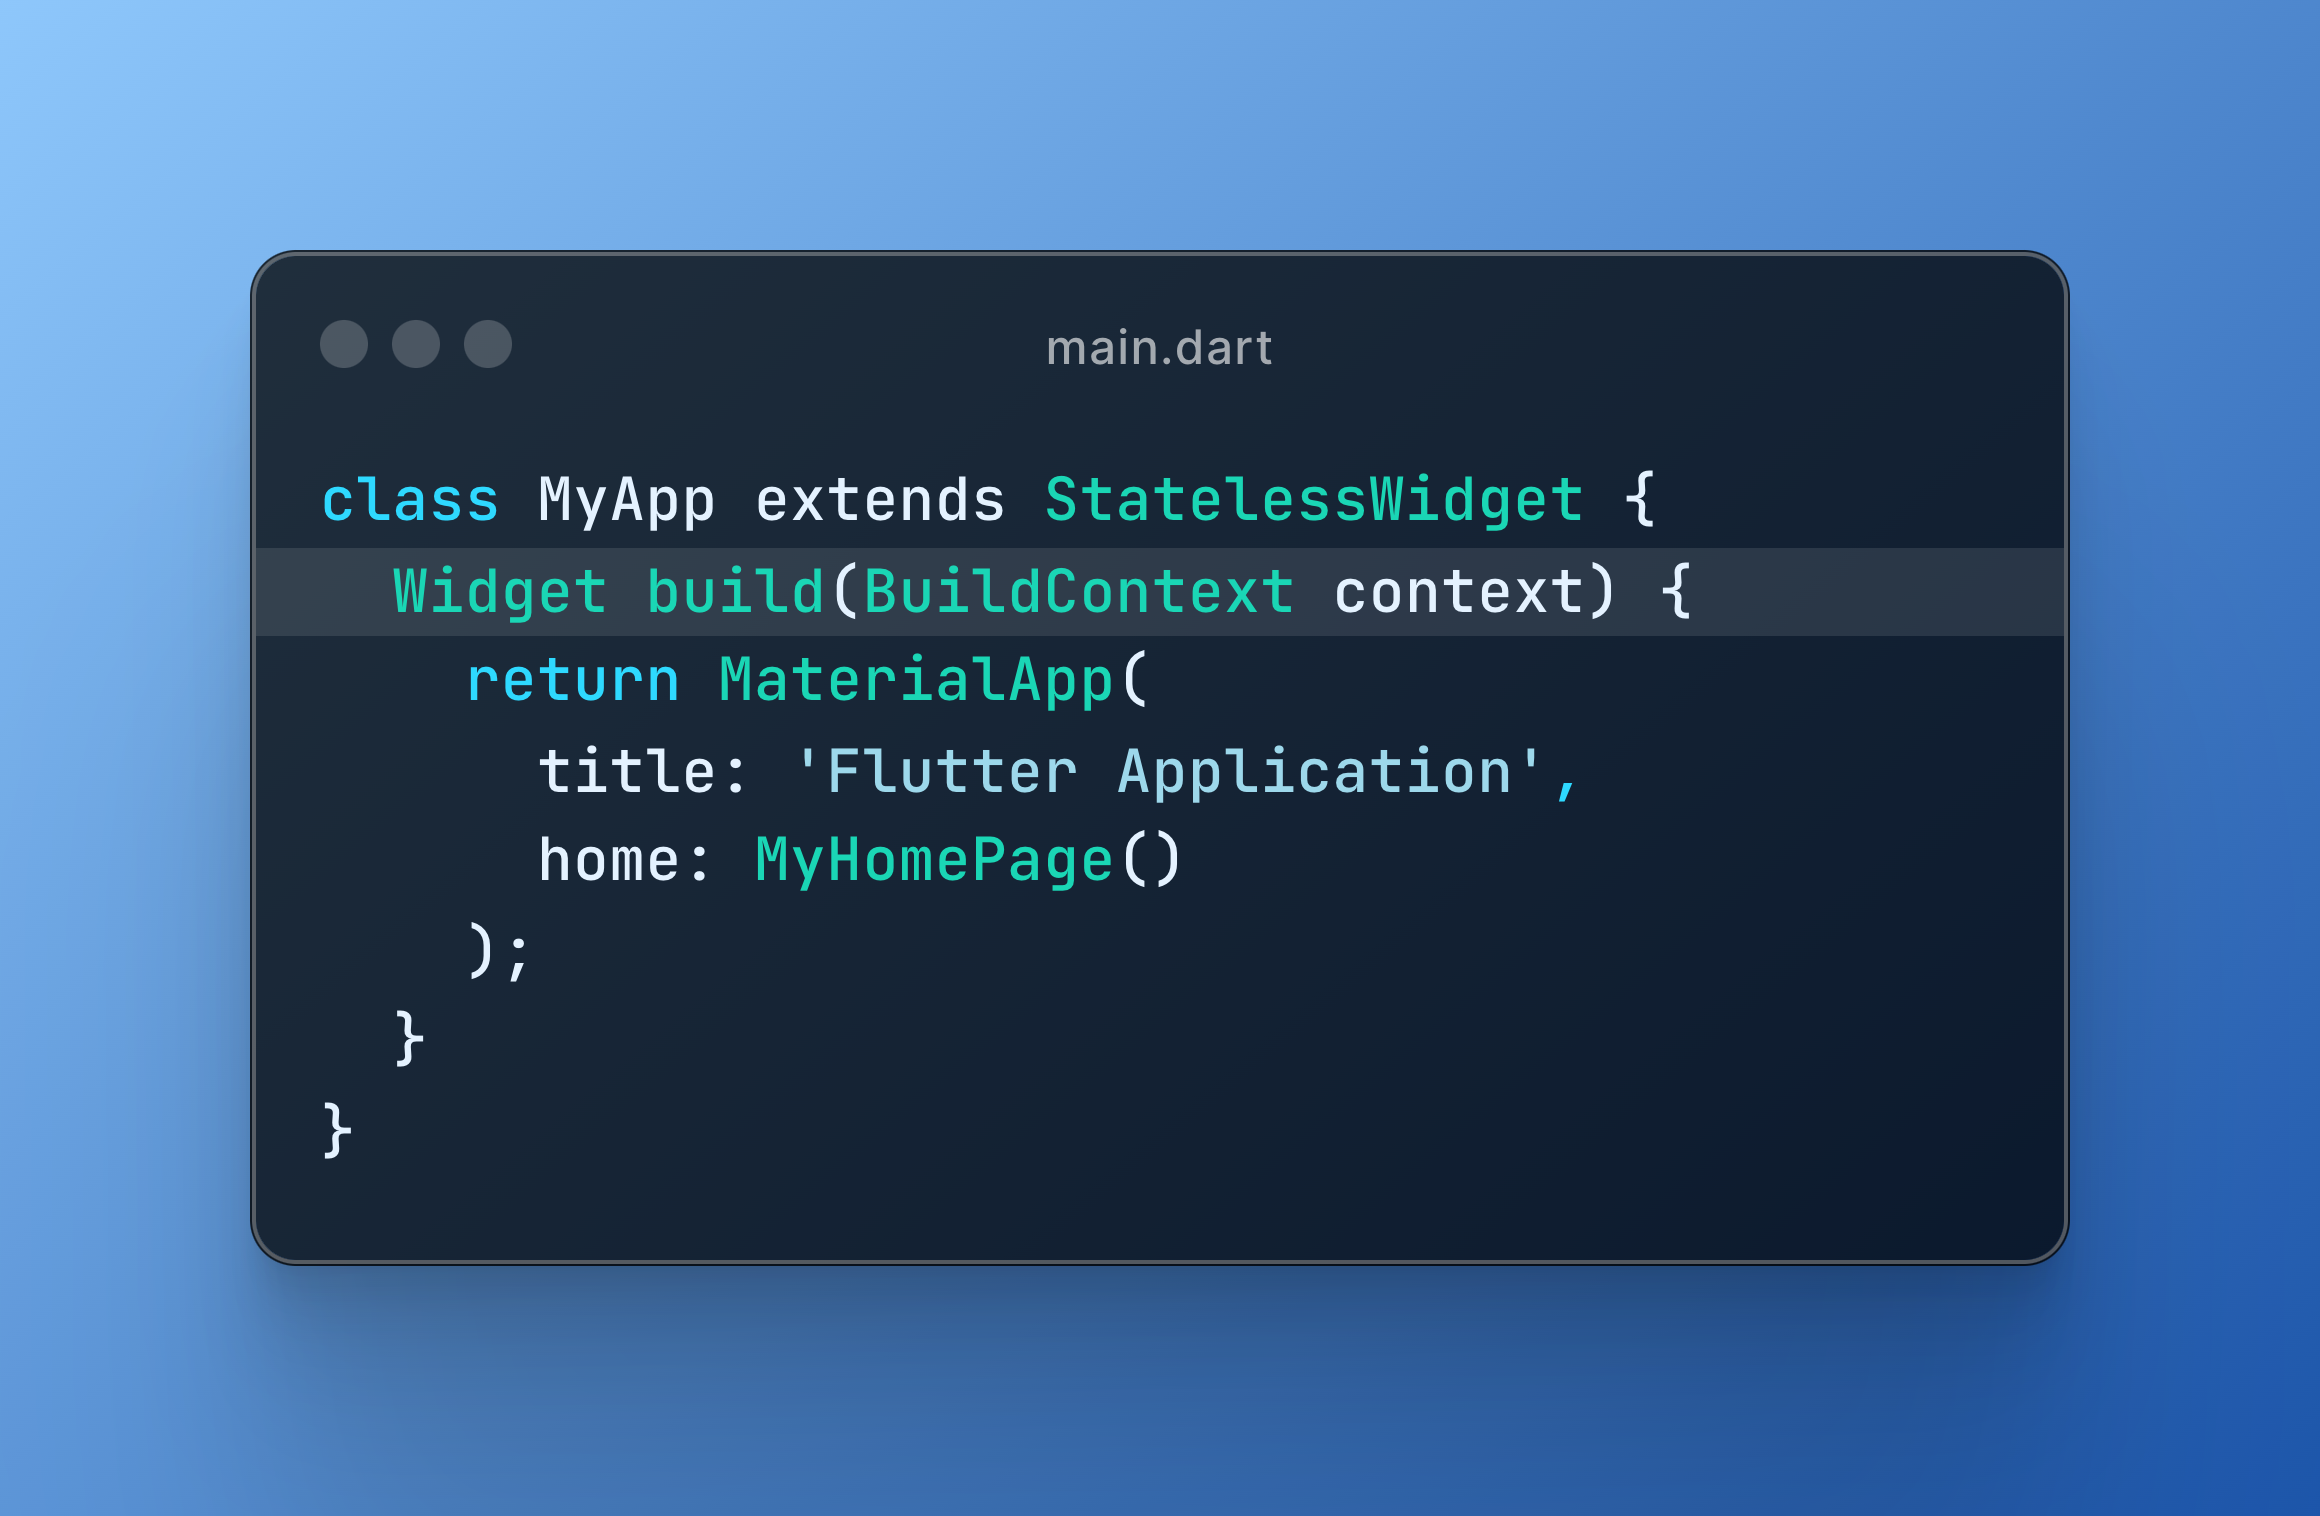 main.dart
class MyApp extends StatelessWidget {
  Widget build(BuildContext context) {
    return MaterialApp(
      title: 'Flutter Application',
      home: MyHomePage()
    );
  }
}